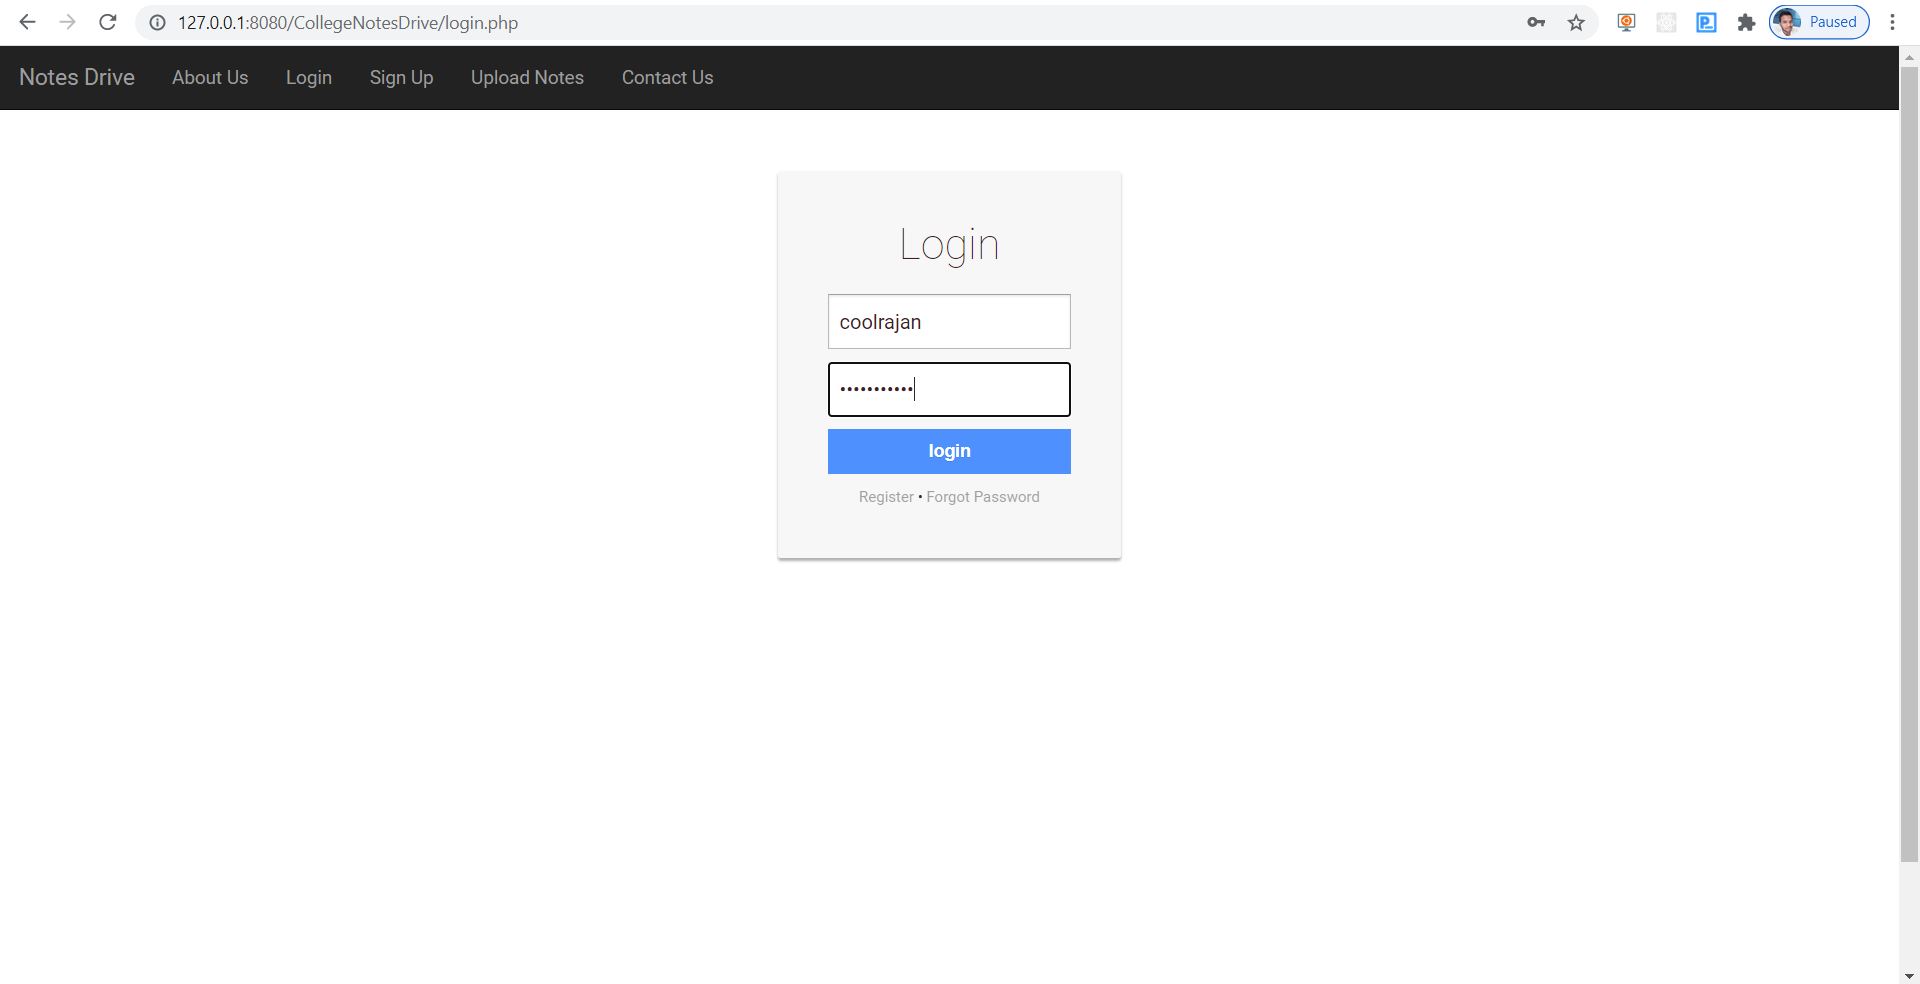 127.0.0.1:8080/CollegeNotesDrive/login.php
Paused
Notes Drive About Us Login Sign Up Upload Notes Contact Us
Login
coolrajan
•••••••••••
login
Register • Forgot Password